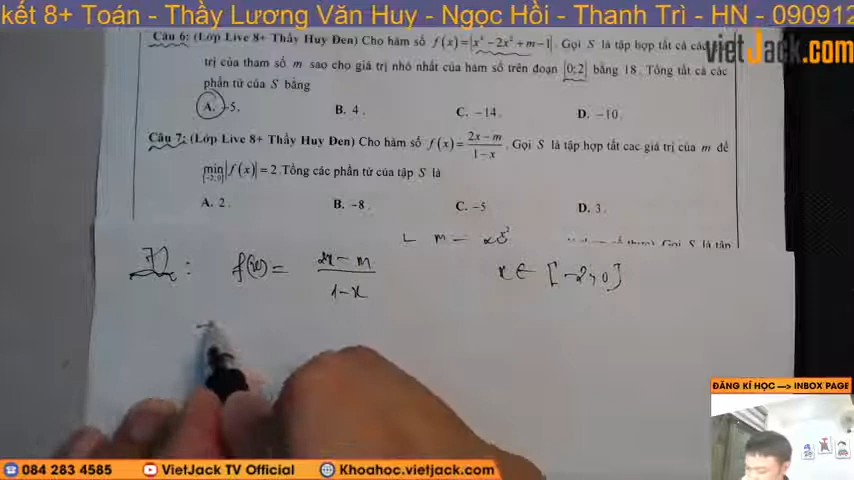 kết 8+ Toán - Thầy Lương Văn Huy - Ngọc Hồi - Thanh Trì - HN - 090912
vietJack.com
Câu 6: (Lớp Live 8+ Thầy Huy Đen) Cho hàm số f(x)=|x⁴−2x²+m−1|. Gọi S là tập hợp tất cả các
trị của tham số m sao cho giá trị nhỏ nhất của hàm số trên đoạn [0;2] bằng 18. Tổng tất cả các
phần tử của S bằng
A. −5. B. 4. C. −14. D. −10
Câu 7: (Lớp Live 8+ Thầy Huy Đen) Cho hàm số f(x)=(2x−m)/(1−x). Gọi S là tập hợp tất cac giá trị của m để
min[−2;0]|f(x)|=2.Tổng các phần tử của tập S là
A. 2. B. −8. C. −5 D. 3.
Gọi S là tập
7) : f(x) = (2x−m)/(1−x) x ∈ [−2;0]
ĐĂNG KÍ HỌC —> INBOX PAGE
084 283 4585 VietJack TV Official Khoahoc.vietjack.com